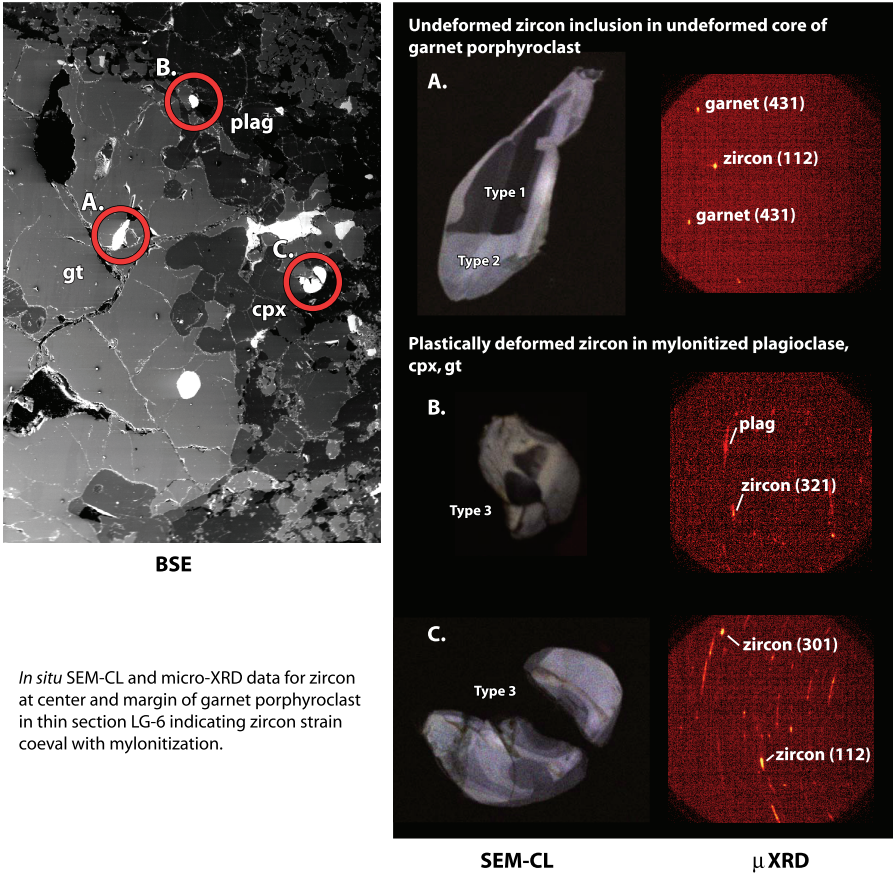 B.
plag
A.
gt
C.
cpx
BSE
In situ SEM-CL and micro-XRD data for zircon
at center and margin of garnet porphyroclast
in thin section LG-6 indicating zircon strain
coeval with mylonitization.
Undeformed zircon inclusion in undeformed core of
garnet porphyroclast
A.
Type 1
Type 2
garnet (431)
zircon (112)
garnet (431)
Plastically deformed zircon in mylonitized plagioclase,
cpx, gt
B.
Type 3
plag
zircon (321)
C.
Type 3
zircon (301)
zircon (112)
SEM-CL
μ XRD